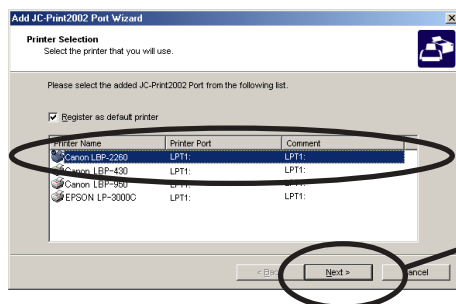 Add JC-Print2002 Port Wizard
Printer Selection
Select the printer that you will use.
Please select the added JC-Print2002 Port from the following list.
Register as default printer
Printer Name Printer Port Comment
Canon LBP-2260 LPT1: LPT1:
Canon LBP-430 LPT1: LPT1:
Canon LBP-950 LPT1: LPT1:
EPSON LP-3000C LPT1: LPT1:
< Next >